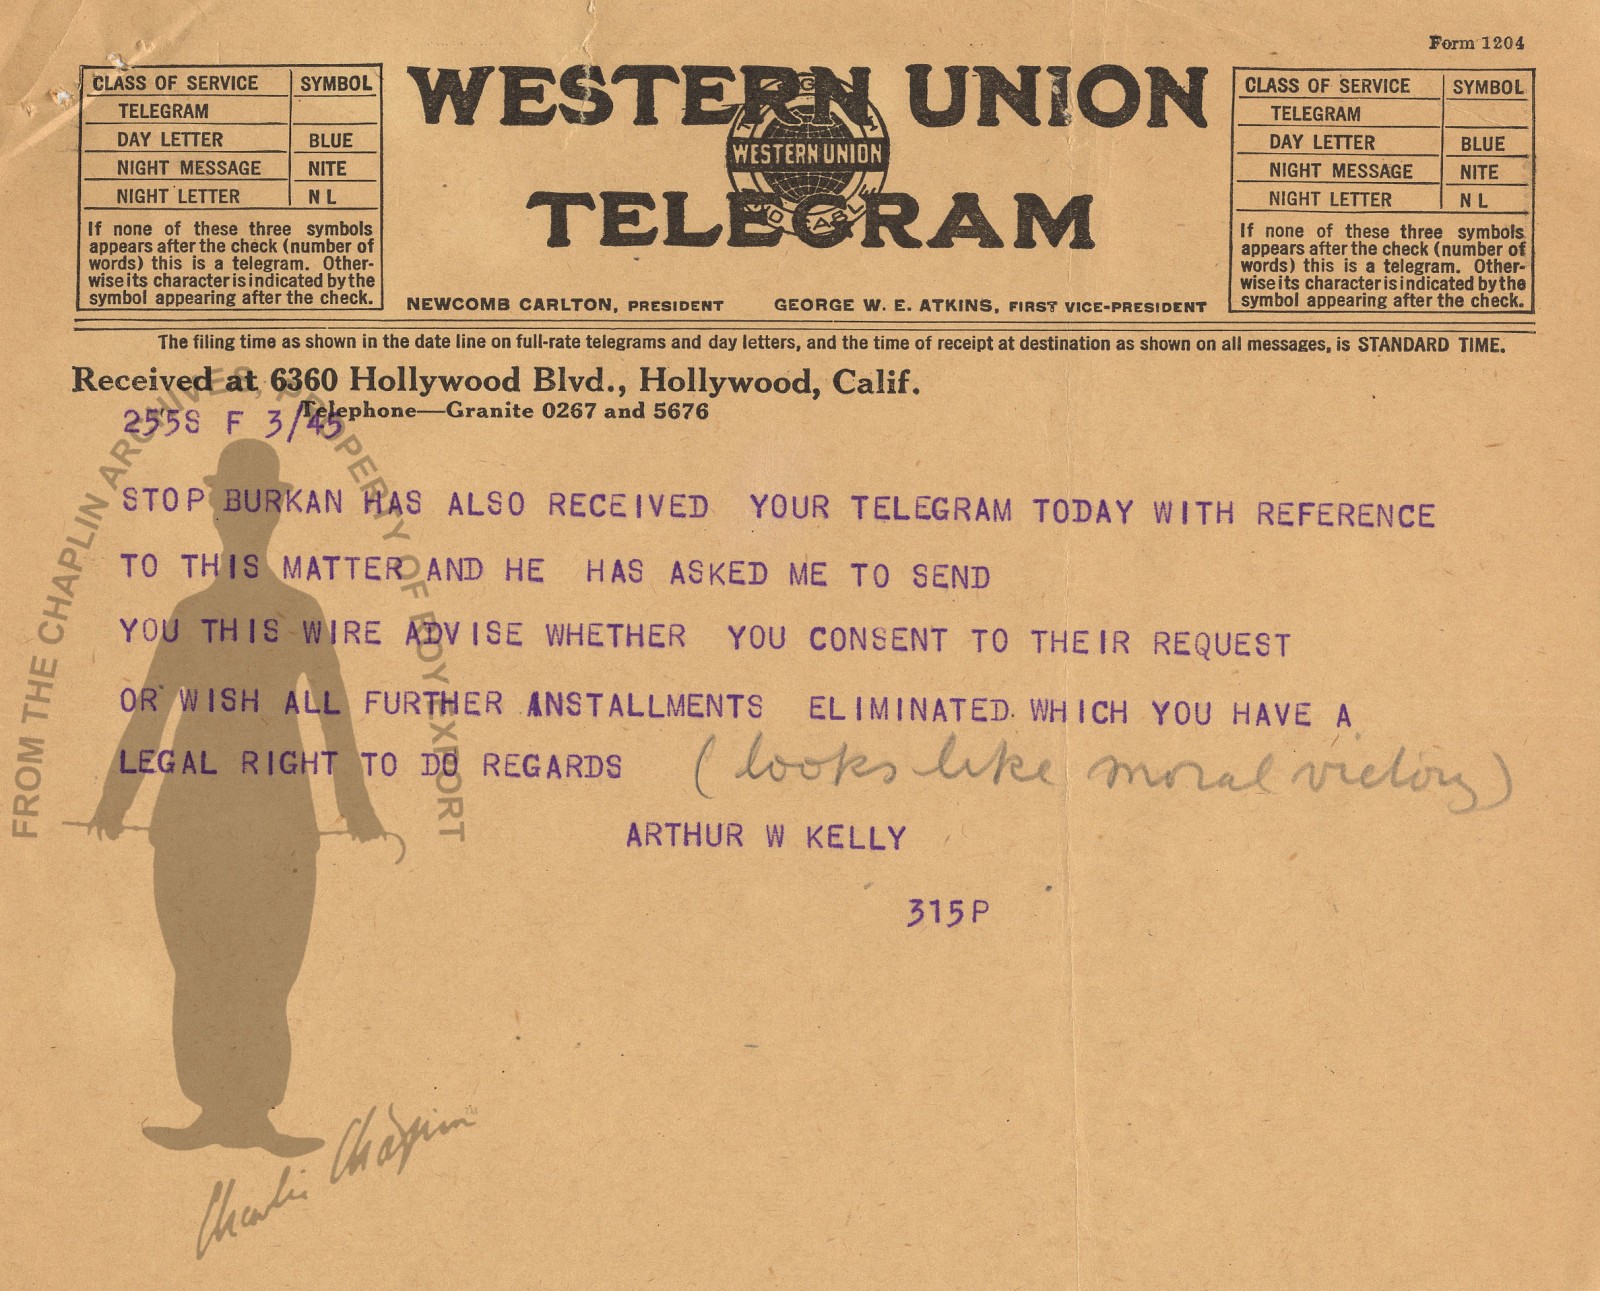 Form 1204
CLASS OF SERVICE SYMBOL
TELEGRAM
DAY LETTER BLUE
NIGHT MESSAGE NITE
NIGHT LETTER N L
If none of these three symbols
appears after the check (number of
words) this is a telegram. Other-
wise its character is indicated by the
symbol appearing after the check.
WESTERN UNION
WESTERN UNION
TELEGRAM
NEWCOMB CARLTON, PRESIDENT GEORGE W. E. ATKINS, FIRST VICE-PRESIDENT
CLASS OF SERVICE SYMBOL
TELEGRAM
DAY LETTER BLUE
NIGHT MESSAGE NITE
NIGHT LETTER N L
If none of these three symbols
appears after the check (number of
words) this is a telegram. Other-
wise its character is indicated by the
symbol appearing after the check.
The filing time as shown in the date line on full-rate telegrams and day letters, and the time of receipt at destination as shown on all messages, is STANDARD TIME.
Received at 6360 Hollywood Blvd., Hollywood, Calif.
Telephone—Granite 0267 and 5676
255S F 3/45
STOP BURKAN HAS ALSO RECEIVED YOUR TELEGRAM TODAY WITH REFERENCE
TO THIS MATTER AND HE HAS ASKED ME TO SEND
YOU THIS WIRE ADVISE WHETHER YOU CONSENT TO THEIR REQUEST
OR WISH ALL FURTHER ANSTALLMENTS ELIMINATED. WHICH YOU HAVE A
LEGAL RIGHT TO DO REGARDS (looks like moral victory)
ARTHUR W KELLY
315P
FROM THE CHAPLIN ARCHIVES, PROPERTY OF ROY EXPORT
Charlie Chaplin